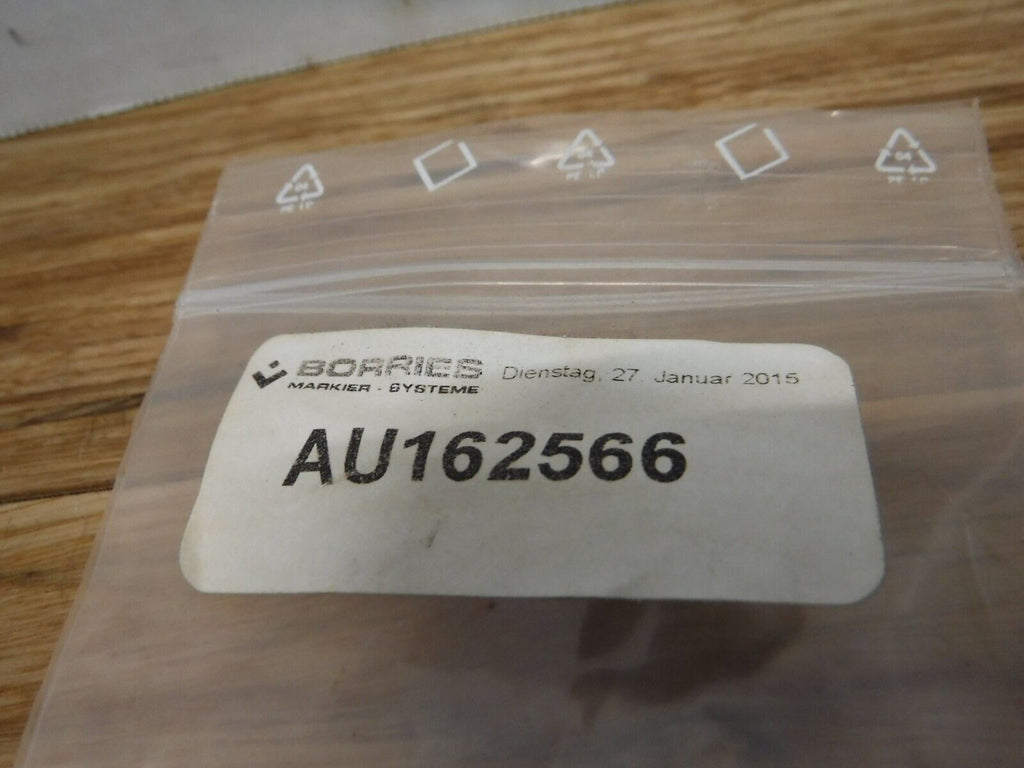 BORRIES Dienstag, 27 Januar 2015
MARKIER - SYSTEME
AU162566